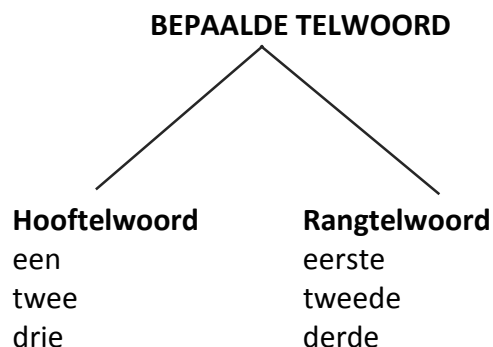 BEPAALDE TELWOORD
Hooftelwoord Rangtelwoord
een eerste
twee tweede
drie derde